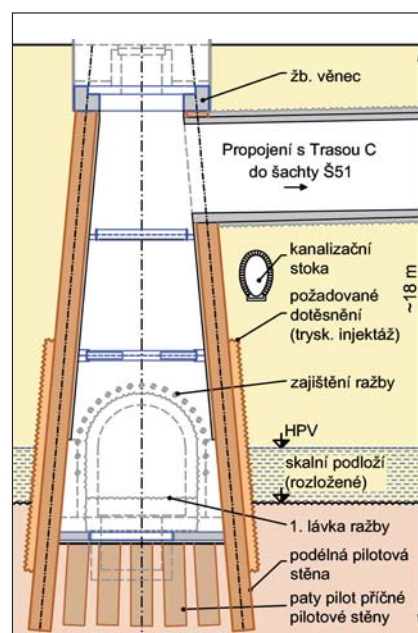 žb. věnec
Propojení s Trasou C
do šachty Š51
kanalizační
stoka
~18 m
požadované
dotěsnění
(trysk. injektáž)
zajištění ražby
HPV
skalní podloží
(rozložené)
1. lávka ražby
podélná pilotová
stěna
paty pilot příčné
pilotové stěny